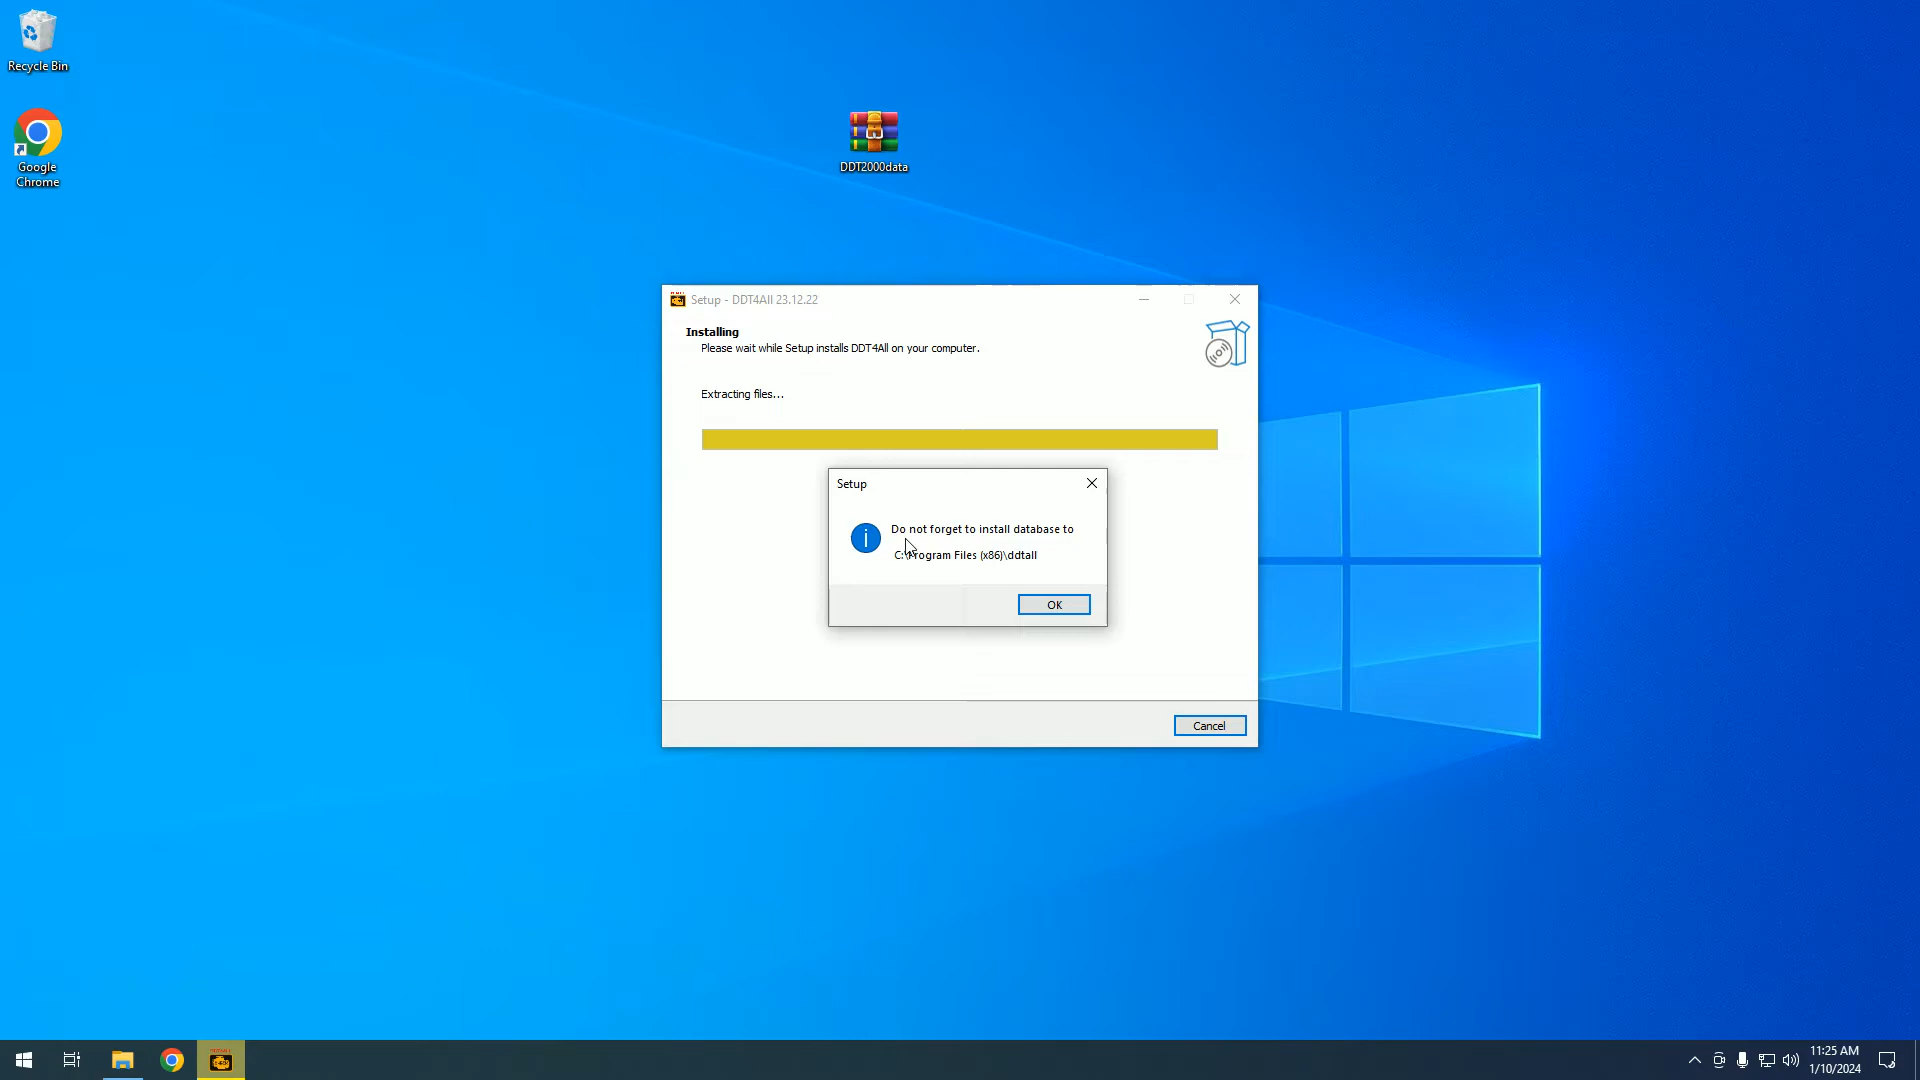 Recycle Bin
Google
Chrome
DDT2000data
Setup - DDT4All 23.12.22
Installing
Please wait while Setup installs DDT4All on your computer.
Extracting files...
Setup
Do not forget to install database to
C:\Program Files (x86)\ddtall
OK
Cancel
11:25 AM
1/10/2024